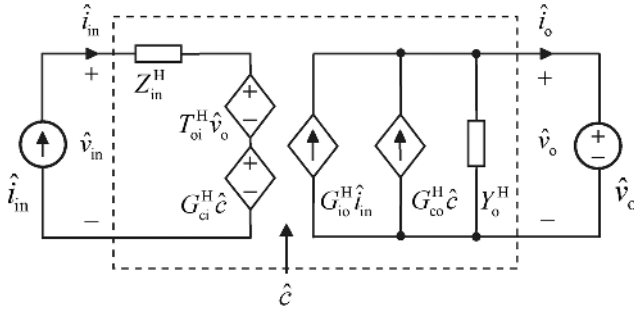 î_in
î_o
+
Z_in^H
+
+
−
T_oi^H v̂_o
v̂_in
+
−
v̂_o
+
−
î_in
G_ci^H ĉ
G_io^H î_in
G_co^H ĉ
Y_o^H
v̂_o
−
−
ĉ